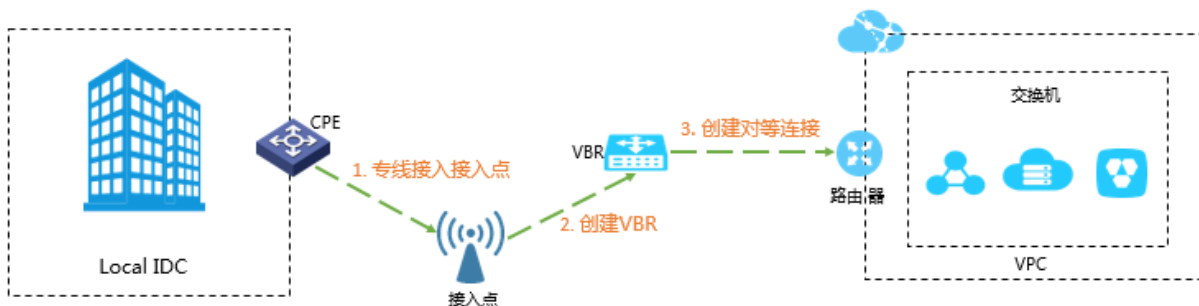 CPE
1. 专线接入接入点
Local IDC
接入点
2. 创建VBR
VBR
3. 创建对等连接
路由器
交换机
VPC